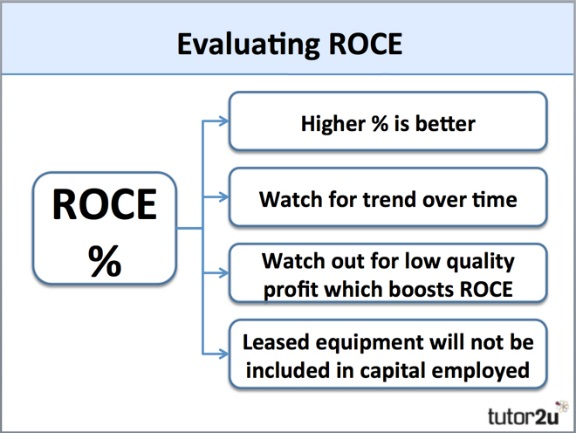 Evaluating ROCE
ROCE
%
Higher % is better
Watch for trend over time
Watch out for low quality
profit which boosts ROCE
Leased equipment will not be
included in capital employed
tutor2u